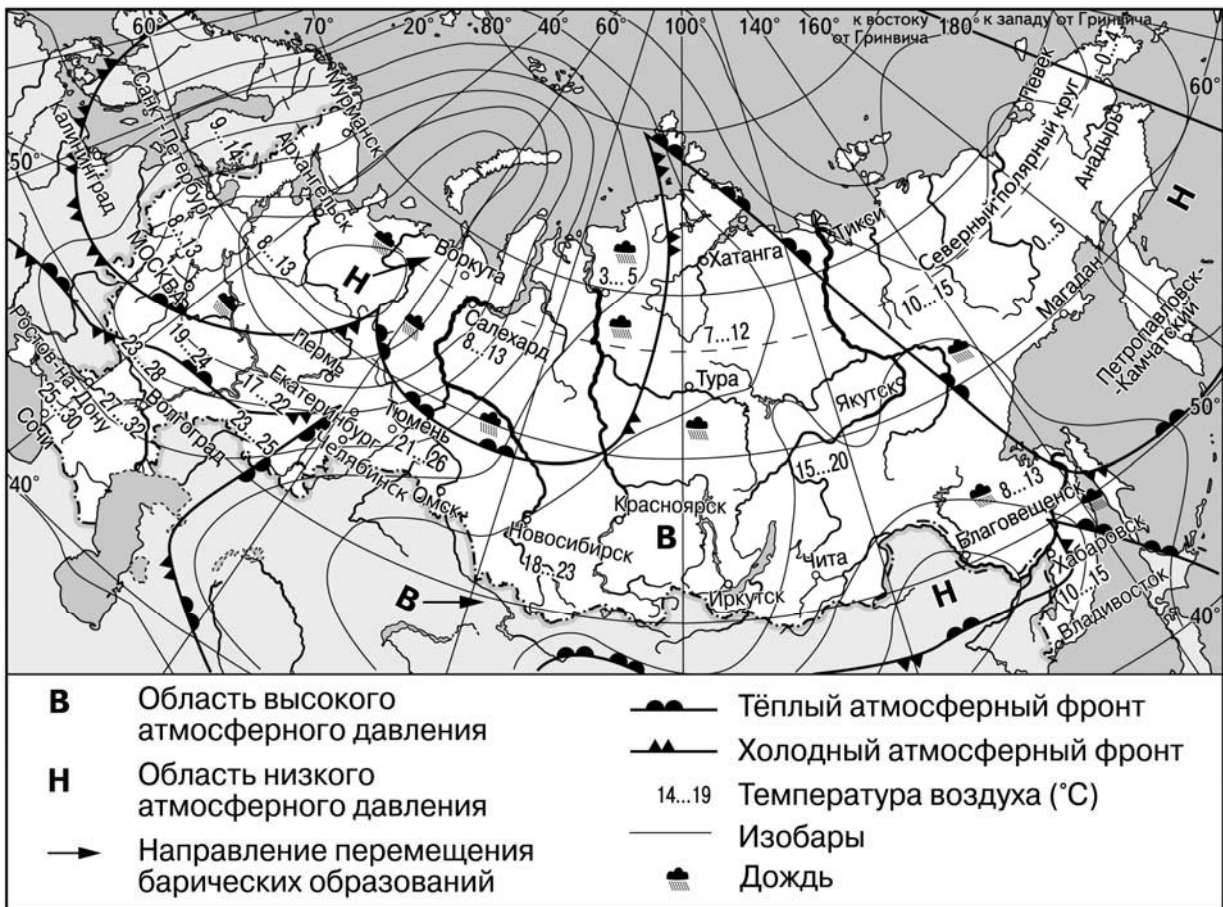 60°
70°
20°
80°
40°
60°
100°
120°
140°
160°
к востоку
от Гринвича
180°
к западу от Гринвича
Н
60°
50°
40°
50°
40°
Калининград
Санкт-Петербург
Мурманск
Архангельск
9...14
8...13
8...13
МОСКВА
Воркута
Н
Салехард
8...13
3...5
Хатанга
7...12
Тура
Тикси
10...15
Северный полярный круг
Певек
0...4
Анадырь
Н
0...5
Магадан
Петропавловск-
-Камчатский
Якутск
15...20
Пермь
Екатеринбург
Тюмень
21...26
Челябинск
Омск
17...22
19...24
23...28
23...25
27...32
25...30
Ростов-на-Дону
Волгоград
Сочи
Новосибирск
18...23
Красноярск
В
Иркутск
Чита
В
Н
8...13
Благовещенск
Хабаровск
10...15
Владивосток
В
Область высокого
атмосферного давления
Н
Область низкого
атмосферного давления
Направление перемещения
барических образований
Тёплый атмосферный фронт
Холодный атмосферный фронт
14...19
Температура воздуха (°С)
Изобары
Дождь